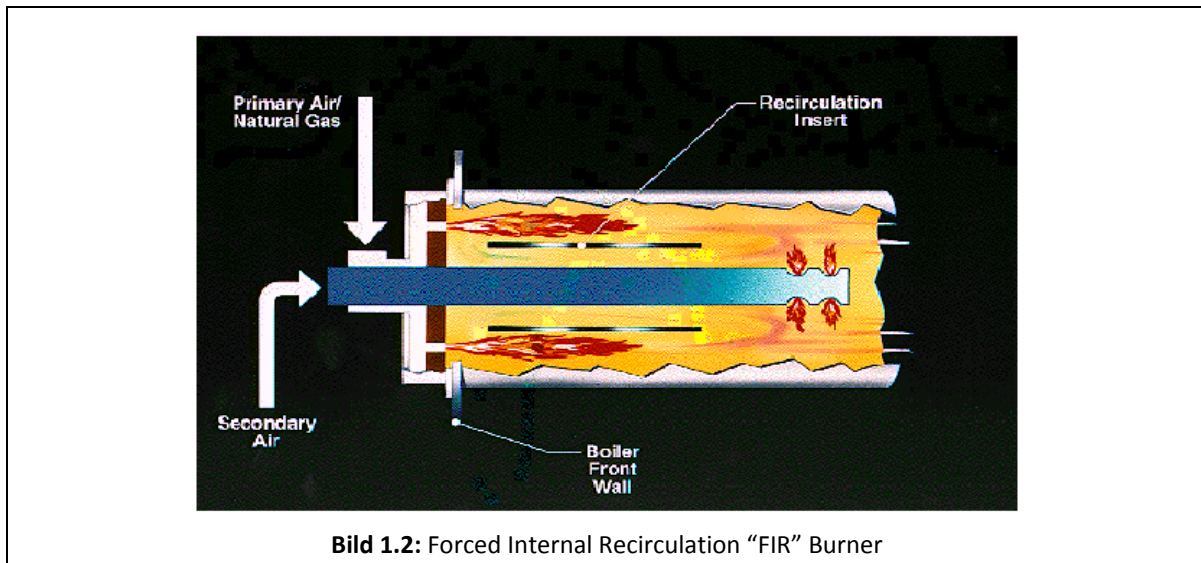 Primary Air/
Natural Gas
Recirculation
Insert
Secondary
Air
Boiler
Front
Wall
Bild 1.2: Forced Internal Recirculation “FIR” Burner